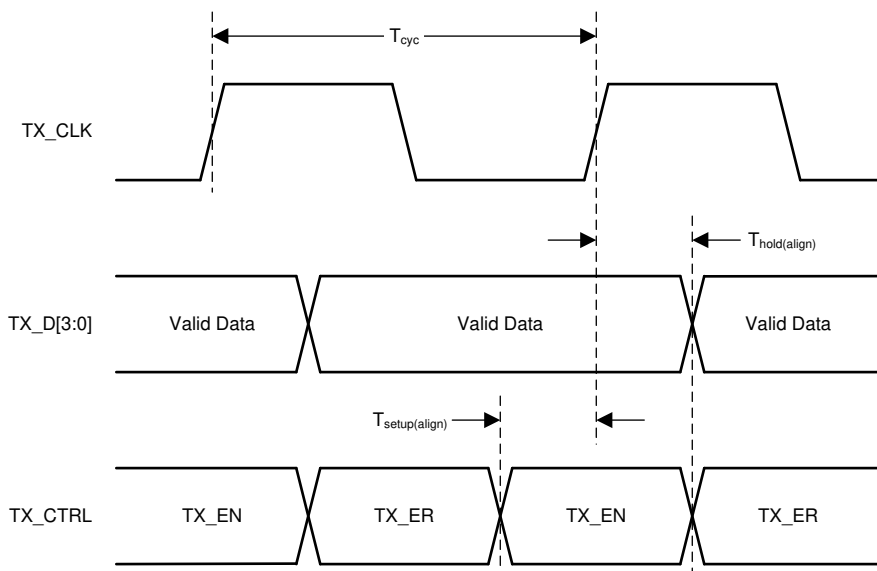 Tcyc
TX_CLK
Thold(align)
TX_D[3:0]
Valid Data
Valid Data
Valid Data
Tsetup(align)
TX_CTRL
TX_EN
TX_ER
TX_EN
TX_ER